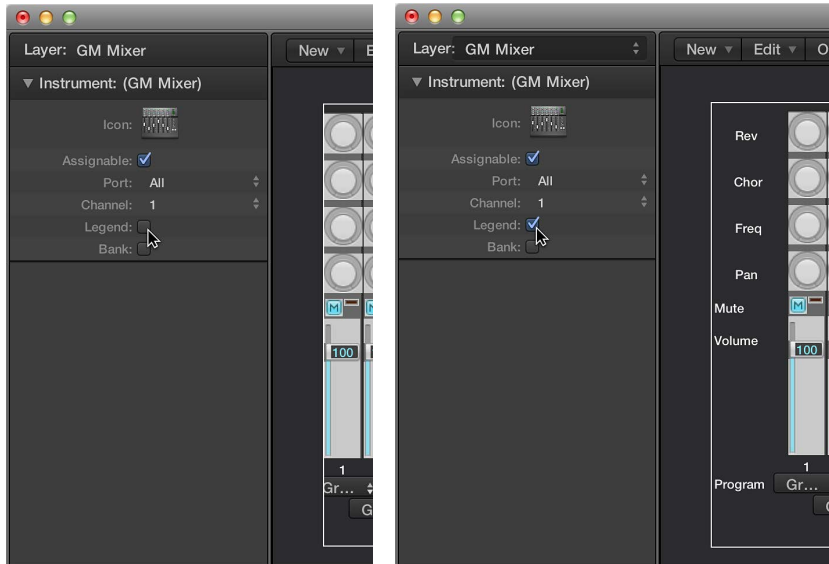 Layer: GM Mixer
New
Instrument: (GM Mixer)
Icon:
Assignable:
Port: All
Channel: 1
Legend:
Bank:
M
100
1
Gr...
G
Layer: GM Mixer
New Edit O
Instrument: (GM Mixer)
Icon:
Assignable:
Port: All
Channel: 1
Legend:
Bank:
Rev
Chor
Freq
Pan
Mute M
Volume
100
1
Program Gr...